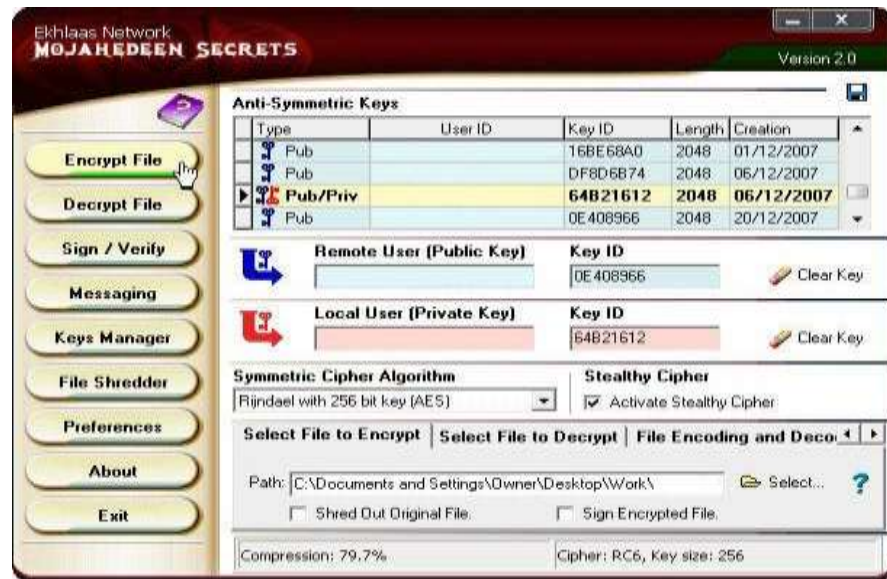 Ekhlaas Network
MOJAHEDEEN SECRETS
Version 2.0
Encrypt File
Decrypt File
Sign / Verify
Messaging
Keys Manager
File Shredder
Preferences
About
Exit
Anti-Symmetric Keys
Type User ID Key ID Length Creation
Pub 16BE68A0 2048 01/12/2007
Pub DF8D6B74 2048 06/12/2007
Pub/Priv 64B21612 2048 06/12/2007
Pub 0E408966 2048 20/12/2007
Remote User (Public Key) Key ID
0E408966 Clear Key
Local User (Private Key) Key ID
64B21612 Clear Key
Symmetric Cipher Algorithm Stealthy Cipher
Rijndael with 256 bit key (AES) Activate Stealthy Cipher
Select File to Encrypt Select File to Decrypt File Encoding and Deco
Path: C:\Documents and Settings\Owner\Desktop\Work\ Select... ?
Shred Out Original File. Sign Encrypted File.
Compression: 79.7% Cipher: RC6, Key size: 256